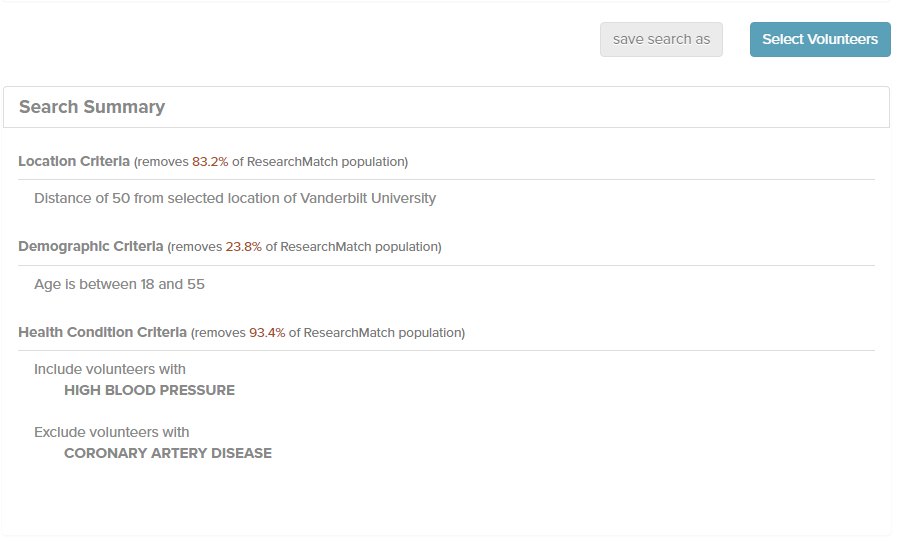 save search as
Select Volunteers
Search Summary
Location Criteria (removes 83.2% of ResearchMatch population)
Distance of 50 from selected location of Vanderbilt University
Demographic Criteria (removes 23.8% of ResearchMatch population)
Age is between 18 and 55
Health Condition Criteria (removes 93.4% of ResearchMatch population)
Include volunteers with
HIGH BLOOD PRESSURE
Exclude volunteers with
CORONARY ARTERY DISEASE